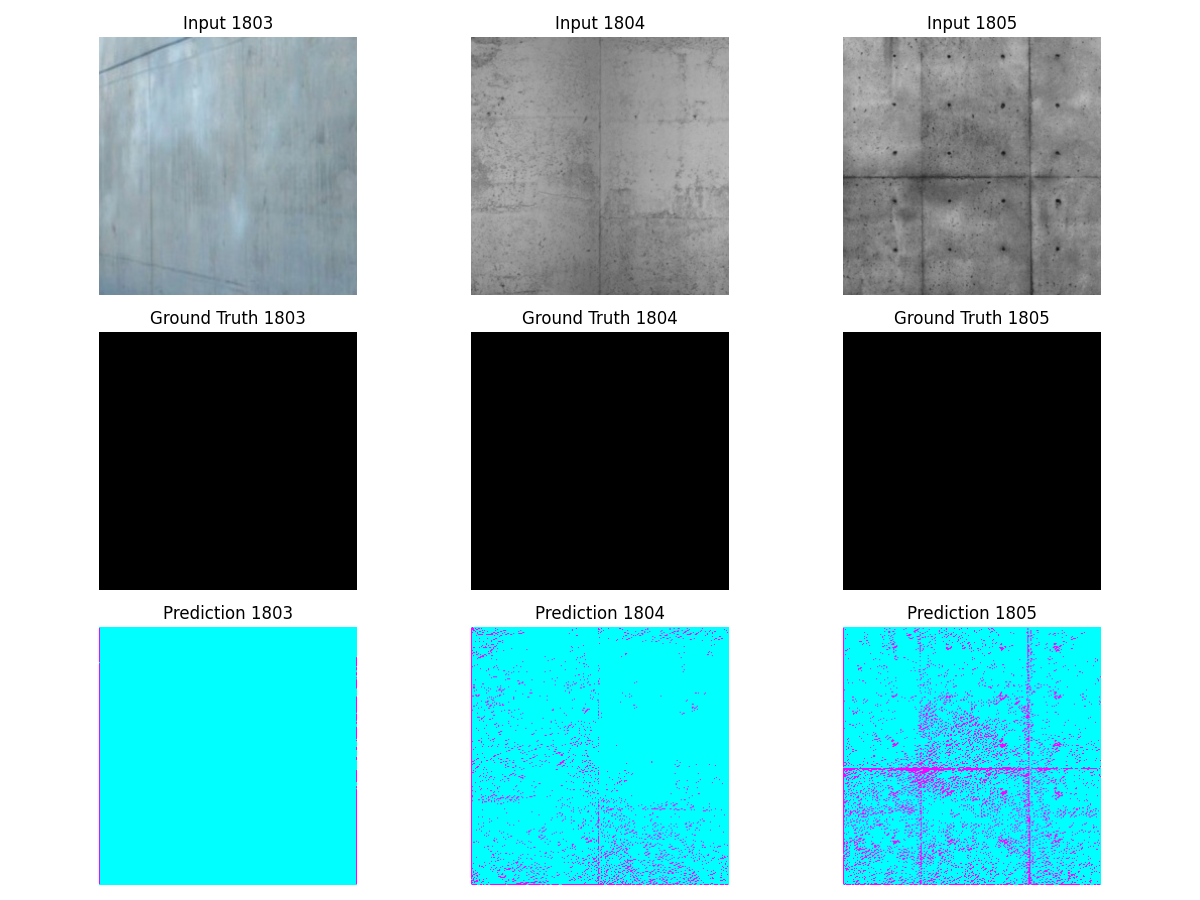 Input 1803
Input 1804
Input 1805
Ground Truth 1803
Ground Truth 1804
Ground Truth 1805
Prediction 1803
Prediction 1804
Prediction 1805